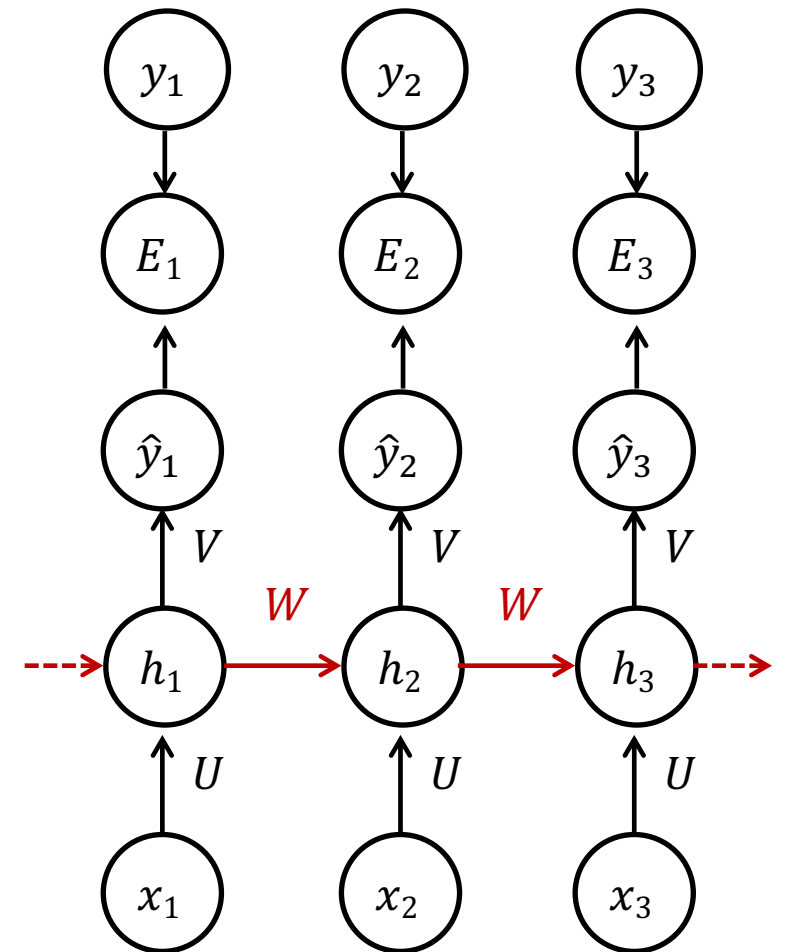 y₁ y₂ y₃
E₁ E₂ E₃
ŷ₁ ŷ₂ ŷ₃
V V V
W W
h₁ h₂ h₃
U U U
x₁ x₂ x₃